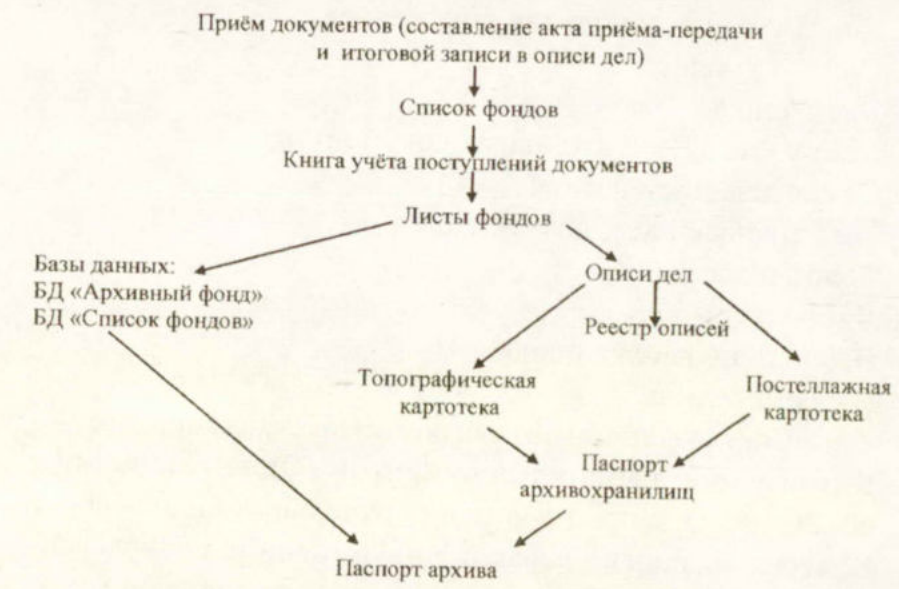 Приём документов (составление акта приёма-передачи
и итоговой записи в описи дел)
Список фондов
Книга учёта поступлений документов
Листы фондов
Базы данных:
БД «Архивный фонд»
БД «Список фондов»
Описи дел
Реестр описей
Топографическая
картотека
Постеллажная
картотека
Паспорт
архивохранилищ
Паспорт архива